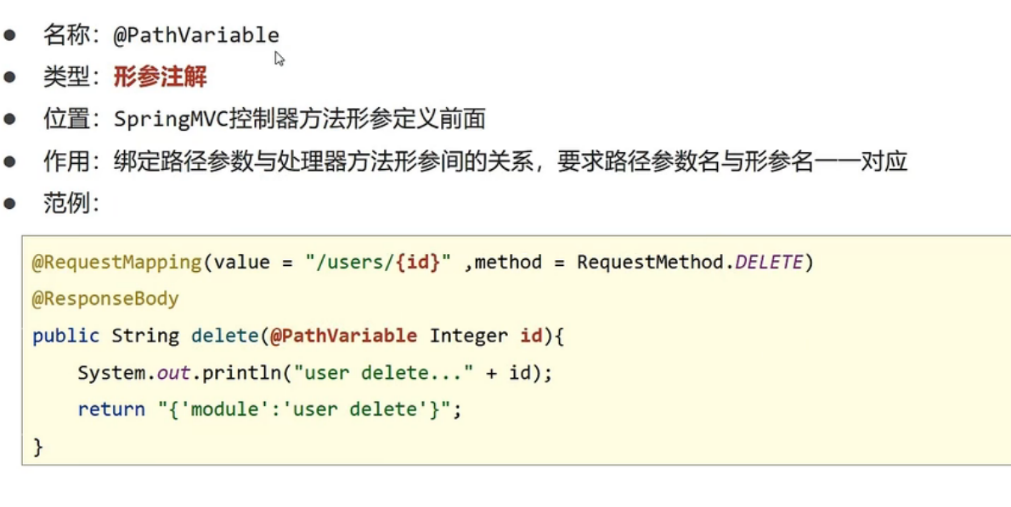 ● 名称：@PathVariable
● 类型：形参注解
● 位置：SpringMVC控制器方法形参定义前面
● 作用：绑定路径参数与处理器方法形参间的关系，要求路径参数名与形参名一一对应
● 范例：
@RequestMapping(value = "/users/{id}" ,method = RequestMethod.DELETE)
@ResponseBody
public String delete(@PathVariable Integer id){
    System.out.println("user delete..." + id);
    return "{'module':'user delete'}";
}